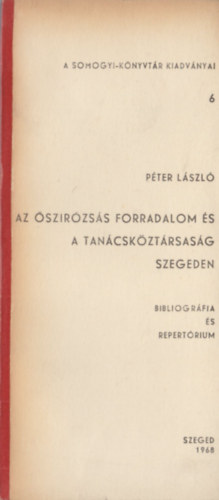 A SOMOGYI-KÖNYVTÁR KIADVÁNYAI
6
PÉTER LÁSZLÓ
AZ ŐSZIRÓZSÁS FORRADALOM ÉS
A TANÁCSKÖZTÁRSASÁG
SZEGEDEN
BIBLIOGRÁFIA
ÉS
REPERTÓRIUM
SZEGED
1968